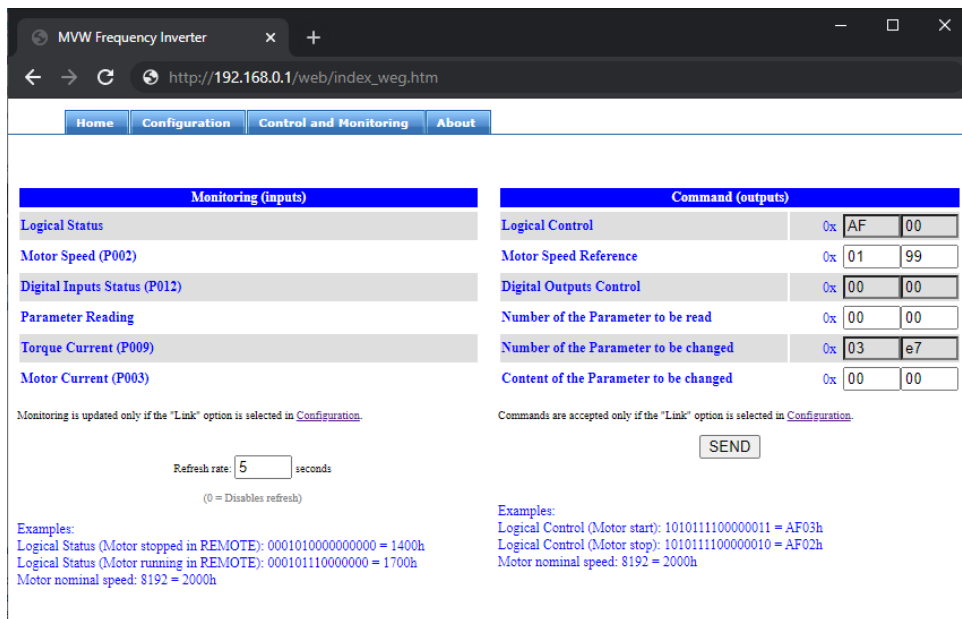 MVW Frequency Inverter
http://192.168.0.1/web/index_weg.htm
Home Configuration Control and Monitoring About
Monitoring (inputs)
Logical Status
Motor Speed (P002)
Digital Inputs Status (P012)
Parameter Reading
Torque Current (P009)
Motor Current (P003)
Monitoring is updated only if the "Link" option is selected in Configuration.
Refresh rate: 5 seconds
(0 = Disables refresh)
Examples:
Logical Status (Motor stopped in REMOTE): 0001010000000000 = 1400h
Logical Status (Motor running in REMOTE): 000101110000000 = 1700h
Motor nominal speed: 8192 = 2000h
Command (outputs)
Logical Control 0x AF 00
Motor Speed Reference 0x 01 99
Digital Outputs Control 0x 00 00
Number of the Parameter to be read 0x 00 00
Number of the Parameter to be changed 0x 03 e7
Content of the Parameter to be changed 0x 00 00
Commands are accepted only if the "Link" option is selected in Configuration.
SEND
Examples:
Logical Control (Motor start): 1010111100000011 = AF03h
Logical Control (Motor stop): 1010111100000010 = AF02h
Motor nominal speed: 8192 = 2000h